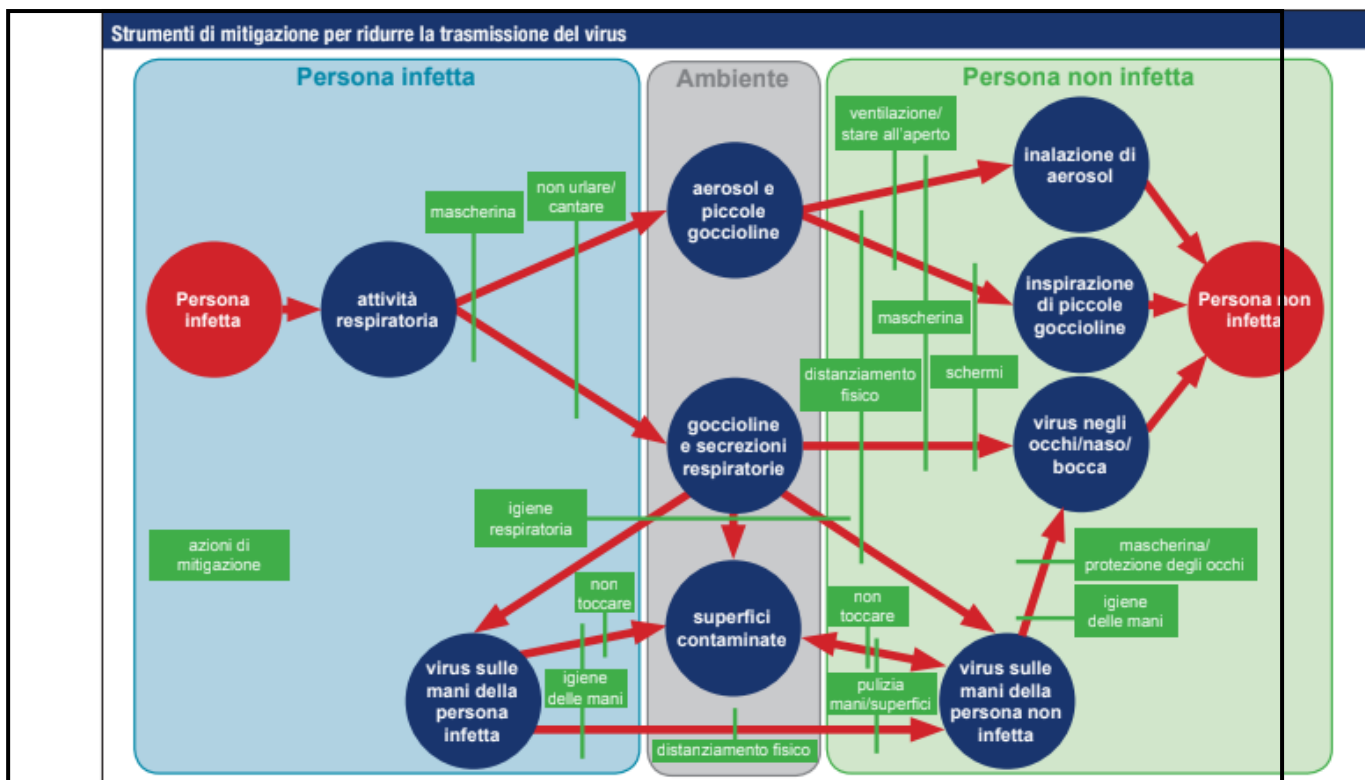 Strumenti di mitigazione per ridurre la trasmissione del virus
Persona infetta
Ambiente
Persona non infetta
ventilazione/
stare all'aperto
inalazione di
aerosol
non urlare/
cantare
mascherina
aerosol e
piccole
goccioline
Persona
infetta
attività
respiratoria
mascherina
inspirazione
di piccole
goccioline
Persona non
infetta
distanziamento
fisico
schermi
goccioline
e secrezioni
respiratorie
virus negli
occhi/naso/
bocca
igiene
respiratoria
azioni di
mitigazione
mascherina/
protezione degli occhi
non
toccare
superfici
contaminate
non
toccare
igiene
delle mani
virus sulle
mani della
persona
infetta
igiene
delle mani
pulizia
mani/superfici
virus sulle
mani della
persona non
infetta
distanziamento fisico